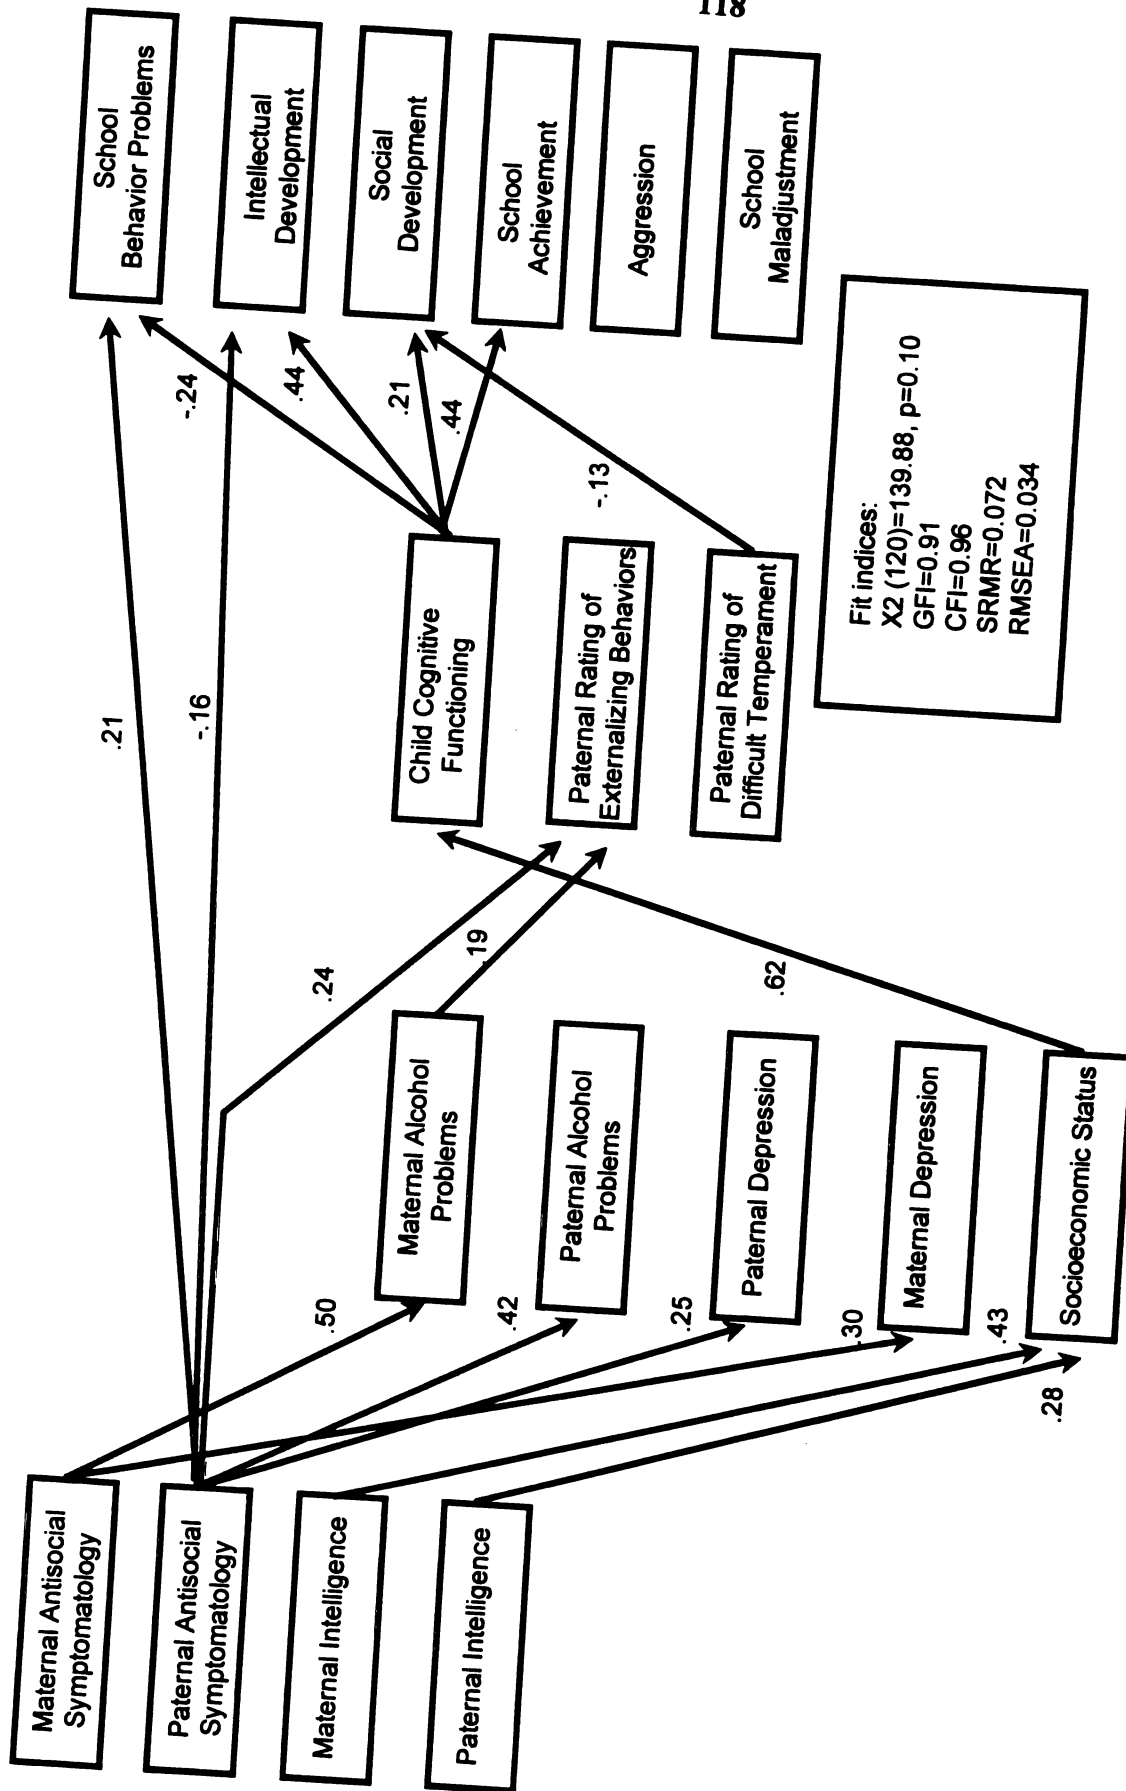 118
Maternal Antisocial
Symptomatology
Paternal Antisocial
Symptomatology
Maternal Intelligence
Paternal Intelligence
.50
.42
.25
.30
.43
.28
Maternal Alcohol
Problems
Paternal Alcohol
Problems
Paternal Depression
Maternal Depression
Socioeconomic Status
.21
-.16
.24
.19
.62
Child Cognitive
Functioning
Paternal Rating of
Externalizing Behaviors
Paternal Rating of
Difficult Temperament
-.24
.44
.21
.44
-.13
School
Behavior Problems
Intellectual
Development
Social
Development
School
Achievement
Aggression
School
Maladjustment
Fit indices:
X2 (120)=139.88, p=0.10
GFI=0.91
CFI=0.96
SRMR=0.072
RMSEA=0.034